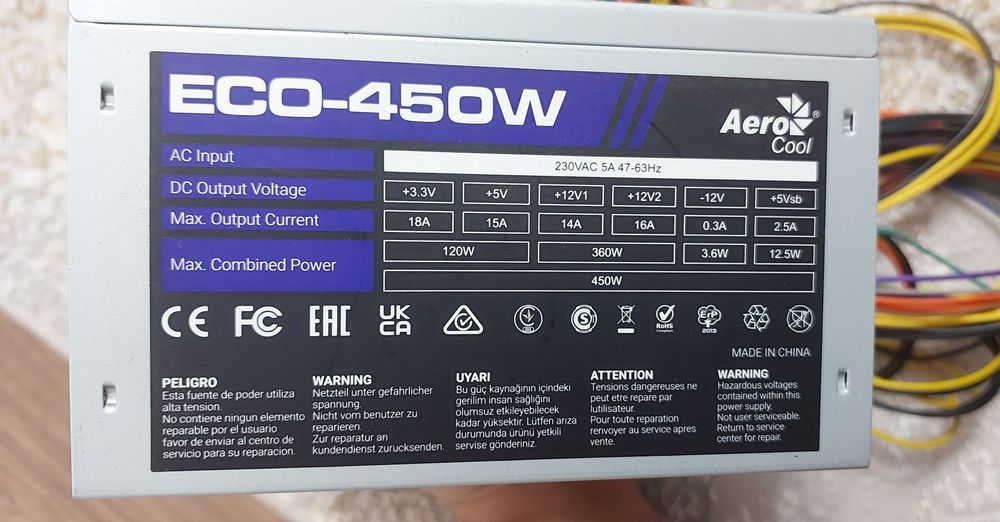 ECO-450W
Aero
Cool
®
AC Input 230VAC 5A 47-63Hz
DC Output Voltage +3.3V +5V +12V1 +12V2 -12V +5Vsb
Max. Output Current 18A 15A 14A 16A 0.3A 2.5A
Max. Combined Power 120W 360W 3.6W 12.5W
450W
CE FC EAC UK CA S RoHS Compliant ErP 2013
MADE IN CHINA
PELIGRO
Esta fuente de poder utiliza
alta tension.
No contiene ningun elemento
reparable por el usuario
favor de enviar al centro de
servicio para su reparacion.
WARNING
Netzteil unter gefahrlicher
spannung.
Nicht vom benutzer zu
reparieren.
Zur reparatur an
kundendienst zurucksenden.
UYARI
Bu güç kaynağının içindeki
gerilim insan sağlığını
olumsuz etkileyebilecek
kadar yüksektir. Lütfen arıza
durumunda ürünü yetkili
servise gönderiniz.
ATTENTION
Tensions dangereuses ne
peut etre repare par
lutilisateur.
Pour toute reparation
renvoyer au service apres
vente.
WARNING
Hazardous voltages
contained within this
power supply.
Not user serviceable.
Return to service
center for repair.